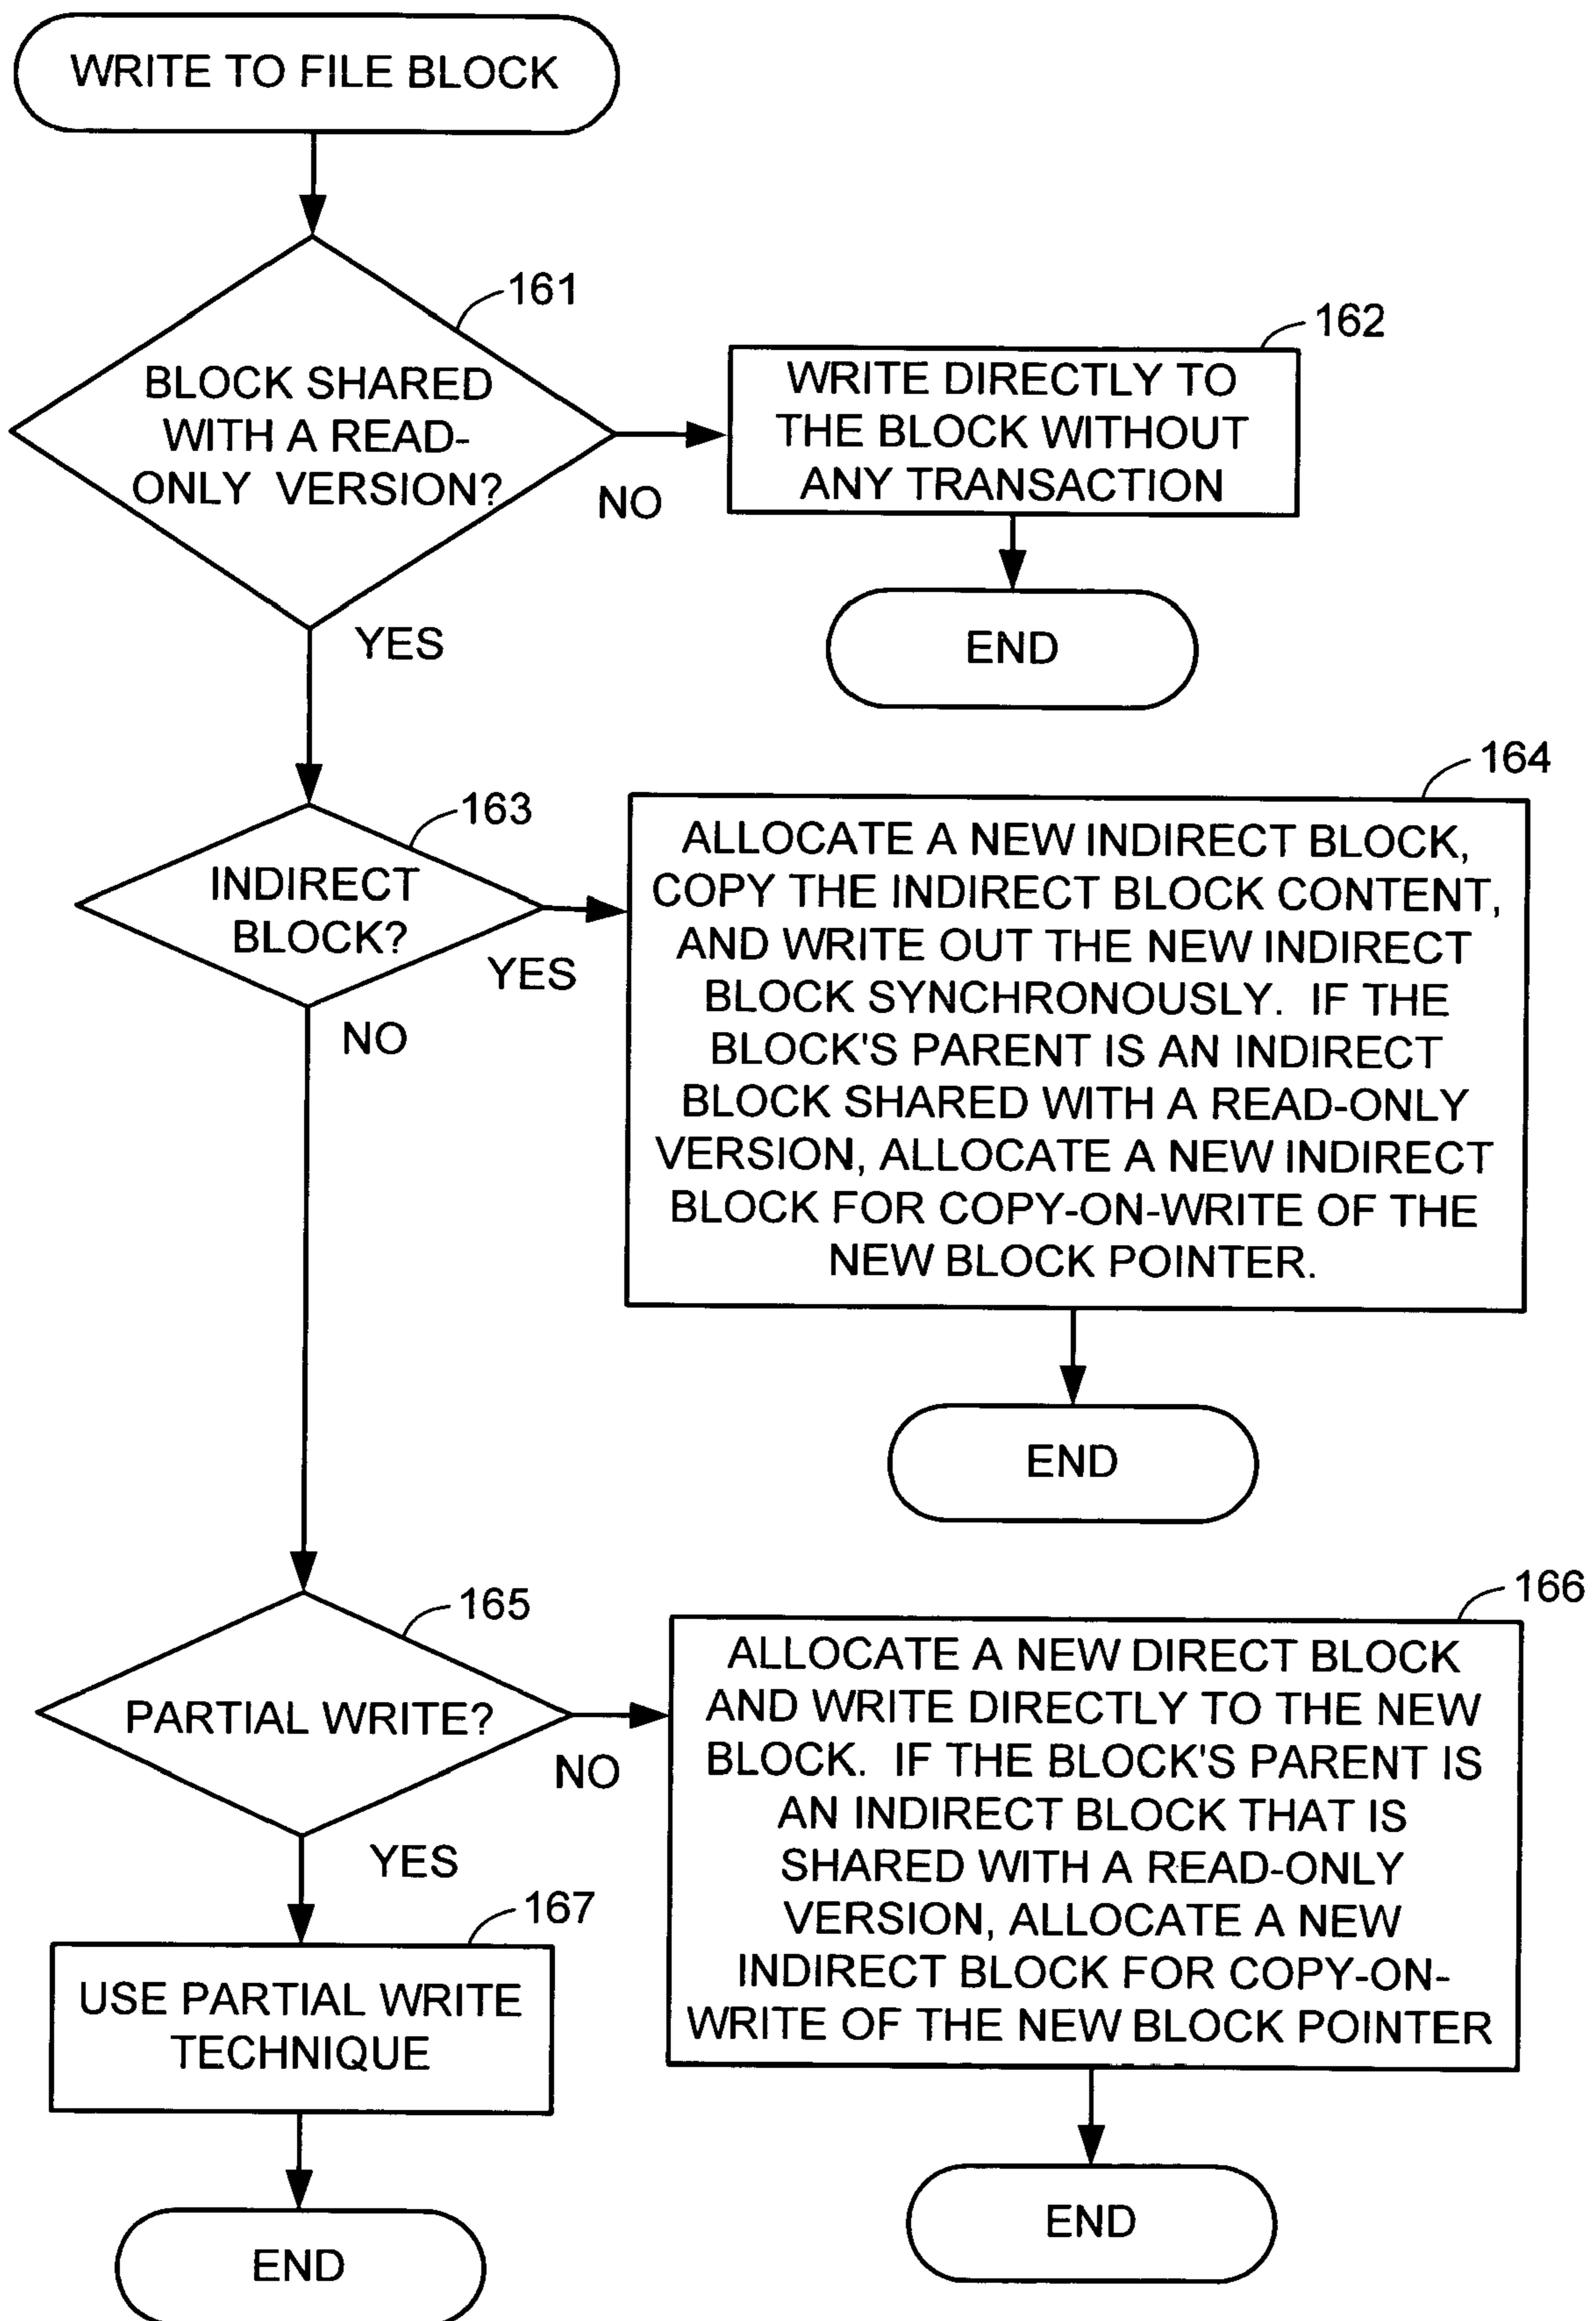 WRITE TO FILE BLOCK
161
BLOCK SHARED
WITH A READ-
ONLY VERSION?
NO
YES
162
WRITE DIRECTLY TO
THE BLOCK WITHOUT
ANY TRANSACTION
END
163
INDIRECT
BLOCK?
YES
NO
164
ALLOCATE A NEW INDIRECT BLOCK,
COPY THE INDIRECT BLOCK CONTENT,
AND WRITE OUT THE NEW INDIRECT
BLOCK SYNCHRONOUSLY. IF THE
BLOCK'S PARENT IS AN INDIRECT
BLOCK SHARED WITH A READ-ONLY
VERSION, ALLOCATE A NEW INDIRECT
BLOCK FOR COPY-ON-WRITE OF THE
NEW BLOCK POINTER.
END
165
PARTIAL WRITE?
NO
YES
166
ALLOCATE A NEW DIRECT BLOCK
AND WRITE DIRECTLY TO THE NEW
BLOCK. IF THE BLOCK'S PARENT IS
AN INDIRECT BLOCK THAT IS
SHARED WITH A READ-ONLY
VERSION, ALLOCATE A NEW
INDIRECT BLOCK FOR COPY-ON-
WRITE OF THE NEW BLOCK POINTER
END
167
USE PARTIAL WRITE
TECHNIQUE
END